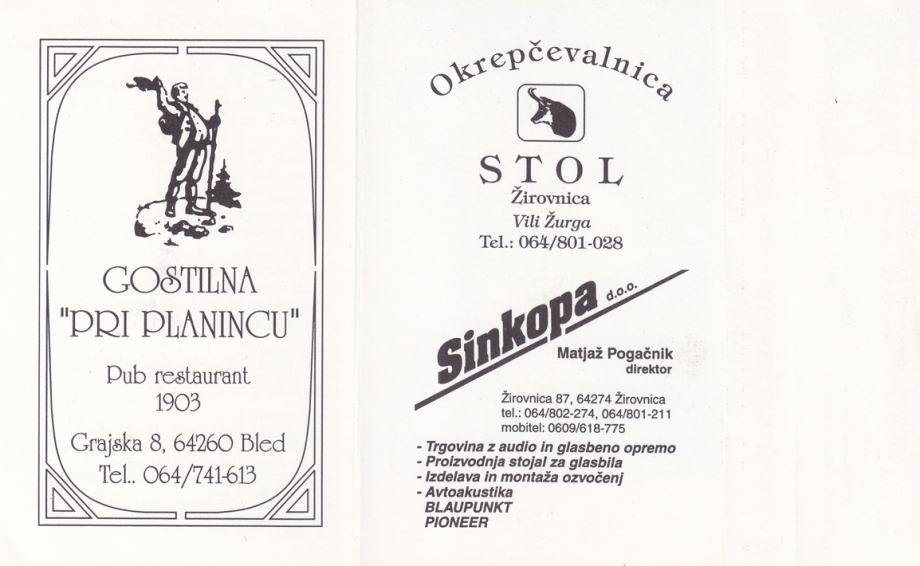 GOSTILNA
"PRI PLANINCU"
Pub restaurant
1903
Grajska 8, 64260 Bled
Tel.. 064/741-613
Okrepčevalnica
STOL
Žirovnica
Vili Žurga
Tel.: 064/801-028
Sinkopa d.o.o.
Matjaž Pogačnik
direktor
Žirovnica 87, 64274 Žirovnica
tel.: 064/802-274, 064/801-211
mobitel: 0609/618-775
- Trgovina z audio in glasbeno opremo
- Proizvodnja stojal za glasbila
- Izdelava in montaža ozvočenj
- Avtoakustika
BLAUPUNKT
PIONEER